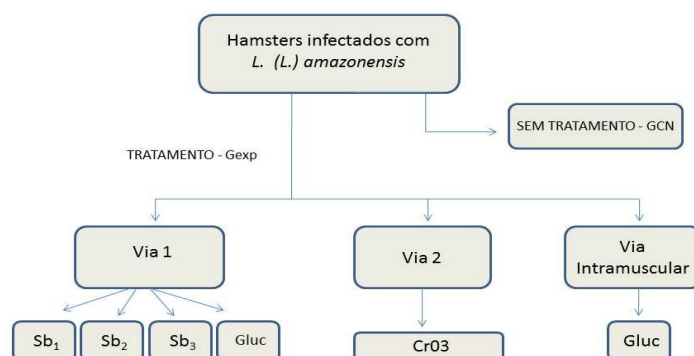 Hamsters infectados com
L. (L.) amazonensis
SEM TRATAMENTO - GCN
TRATAMENTO - Gexp
Via 1
Via 2
Via
Intramuscular
Sb₁
Sb₂
Sb₃
Gluc
Cr03
Gluc